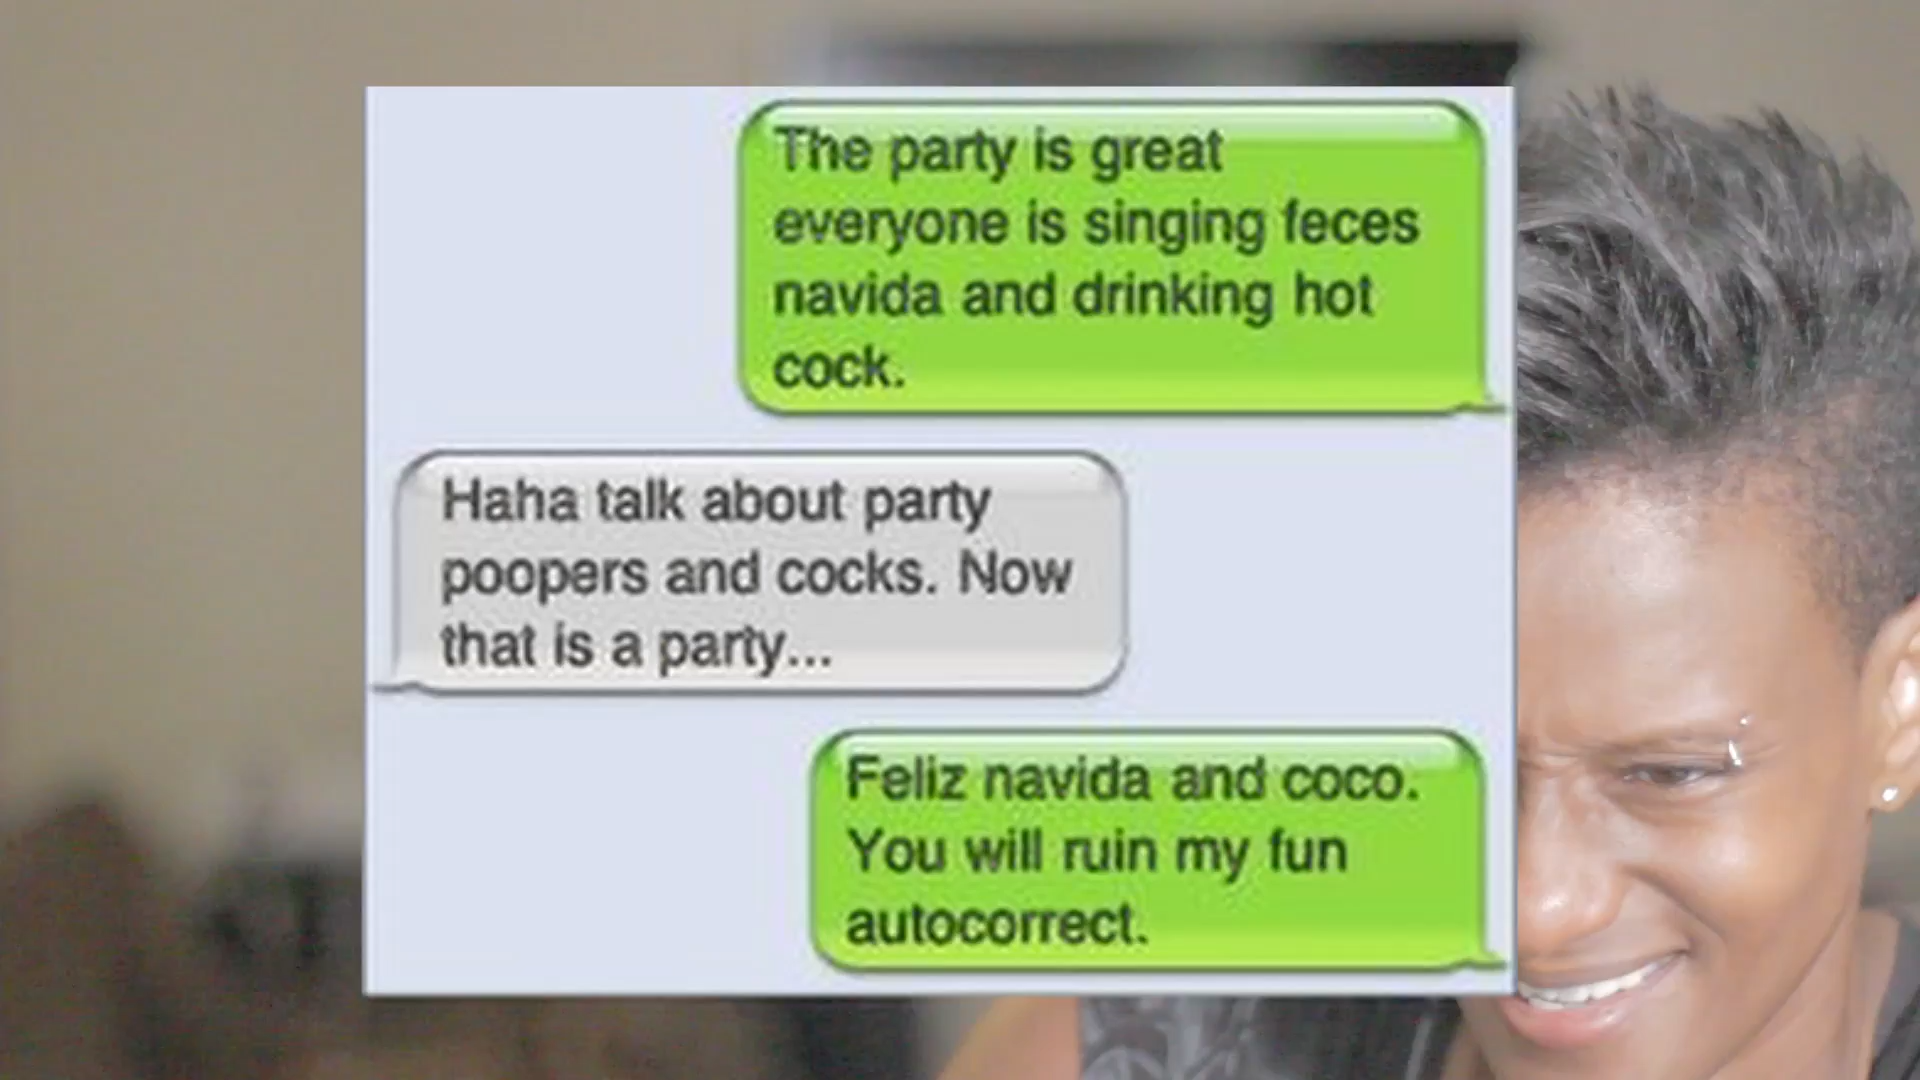 The party is great
everyone is singing feces
navida and drinking hot
cock.
Haha talk about party
poopers and cocks. Now
that is a party...
Feliz navida and coco.
You will ruin my fun
autocorrect.